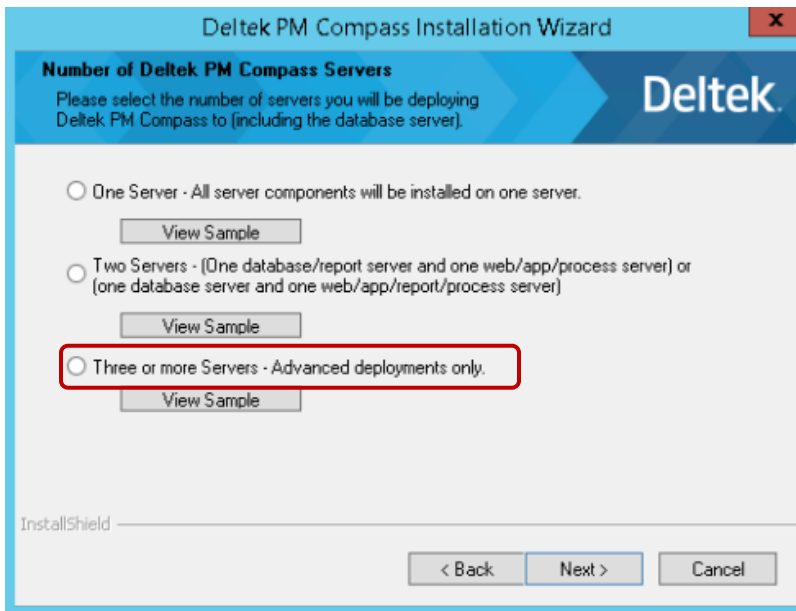 Deltek PM Compass Installation Wizard
x
Number of Deltek PM Compass Servers
Please select the number of servers you will be deploying
Deltek PM Compass to (including the database server).
Deltek.
One Server - All server components will be installed on one server.
View Sample
Two Servers - (One database/report server and one web/app/process server) or
(one database server and one web/app/report/process server)
View Sample
Three or more Servers - Advanced deployments only.
View Sample
InstallShield
< Back
Next >
Cancel